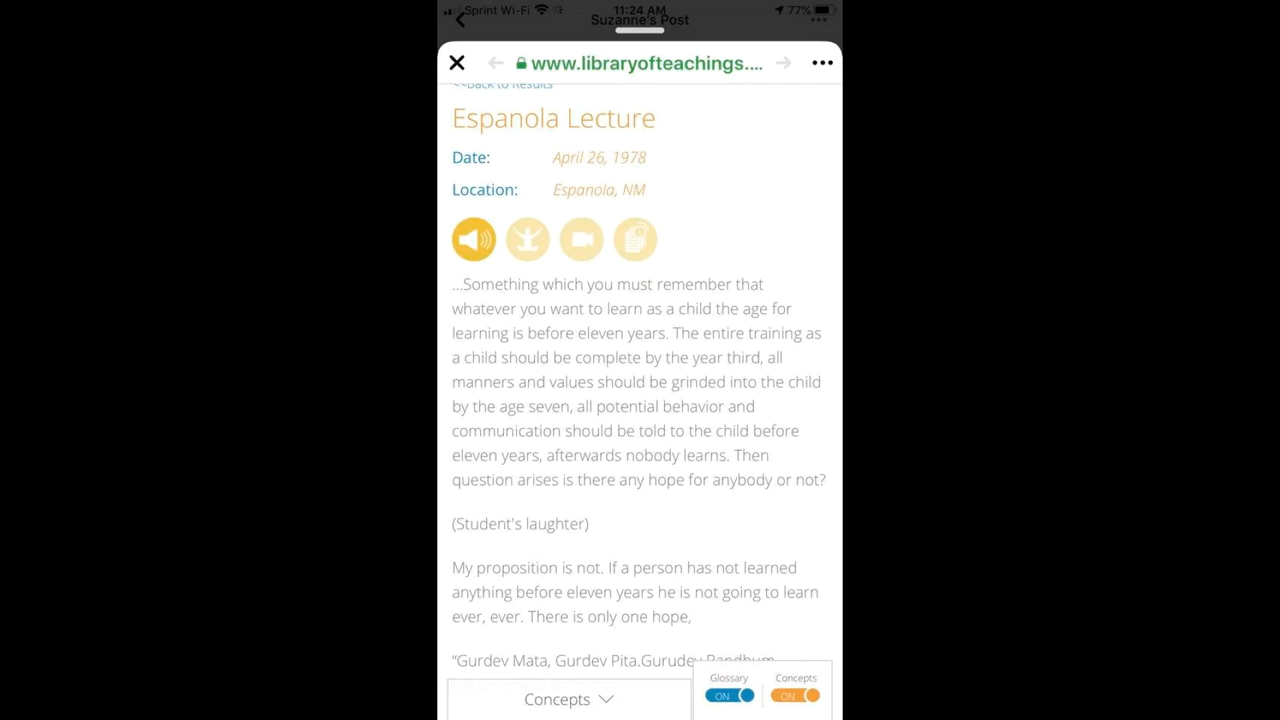 Sprint Wi-Fi 11:24 AM 77%
Suzanne's Post
www.libraryofteachings....
<<Back to Results
Espanola Lecture
Date: April 26, 1978
Location: Espanola, NM
...Something which you must remember that
whatever you want to learn as a child the age for
learning is before eleven years. The entire training as
a child should be complete by the year third, all
manners and values should be grinded into the child
by the age seven, all potential behavior and
communication should be told to the child before
eleven years, afterwards nobody learns. Then
question arises is there any hope for anybody or not?
(Student's laughter)
My proposition is not. If a person has not learned
anything before eleven years he is not going to learn
ever, ever. There is only one hope,
“Gurdev Mata, Gurdev Pita.Gurudev Bandhum
Glossary Concepts
ON ON
Concepts